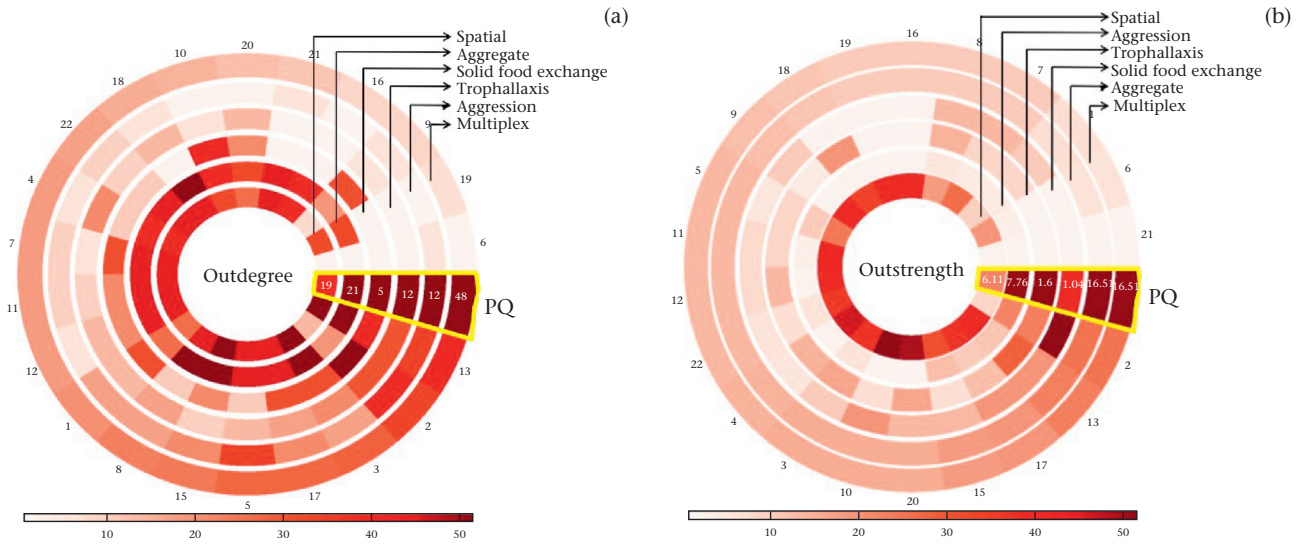 (a)
Spatial
Aggregate
Solid food exchange
Trophallaxis
Aggression
Multiplex
20
21
16
9
19
6
10
18
22
4
7
11
12
1
8
15
5
17
3
2
13
Outdegree
19 21 5 12 12 48
PQ
10 20 30 40 50
(b)
Spatial
Aggression
Trophallaxis
Solid food exchange
Aggregate
Multiplex
16
8
7
1
6
21
19
18
9
5
11
12
22
4
3
10
20
15
17
13
2
Outstrength
6.11 7.76 1.6 1.04 16.51 16.51
PQ
10 20 30 40 50